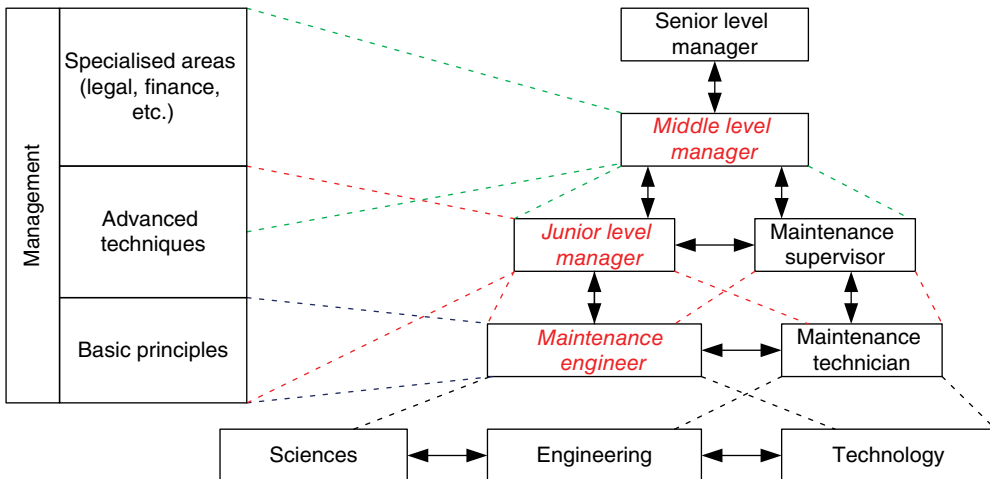 Management
Specialised areas
(legal, finance,
etc.)
Advanced
techniques
Basic principles
Senior level
manager
Middle level
manager
Junior level
manager
Maintenance
supervisor
Maintenance
engineer
Maintenance
technician
Sciences
Engineering
Technology